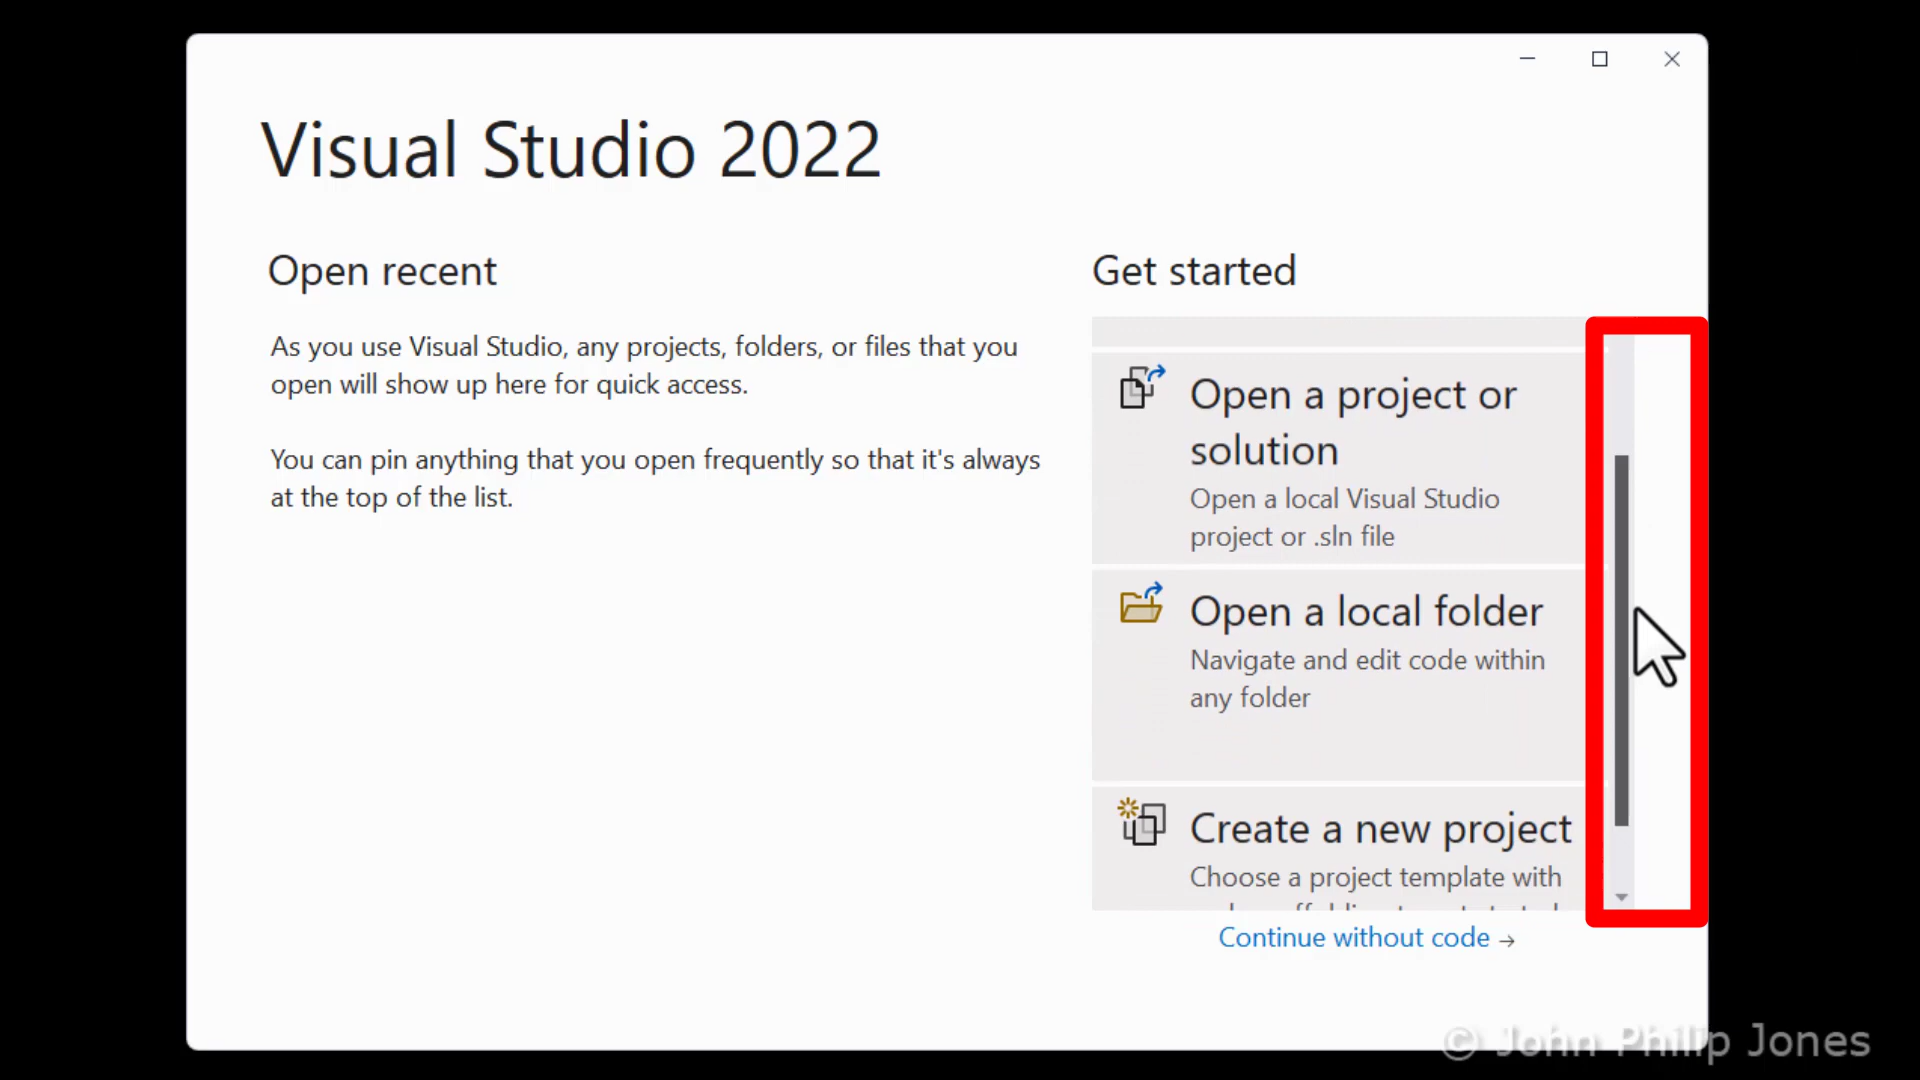 Visual Studio 2022
Open recent
As you use Visual Studio, any projects, folders, or files that you
open will show up here for quick access.
You can pin anything that you open frequently so that it's always
at the top of the list.
Get started
Open a project or
solution
Open a local Visual Studio
project or .sln file
Open a local folder
Navigate and edit code within
any folder
Create a new project
Choose a project template with
Continue without code →
© John Philip Jones